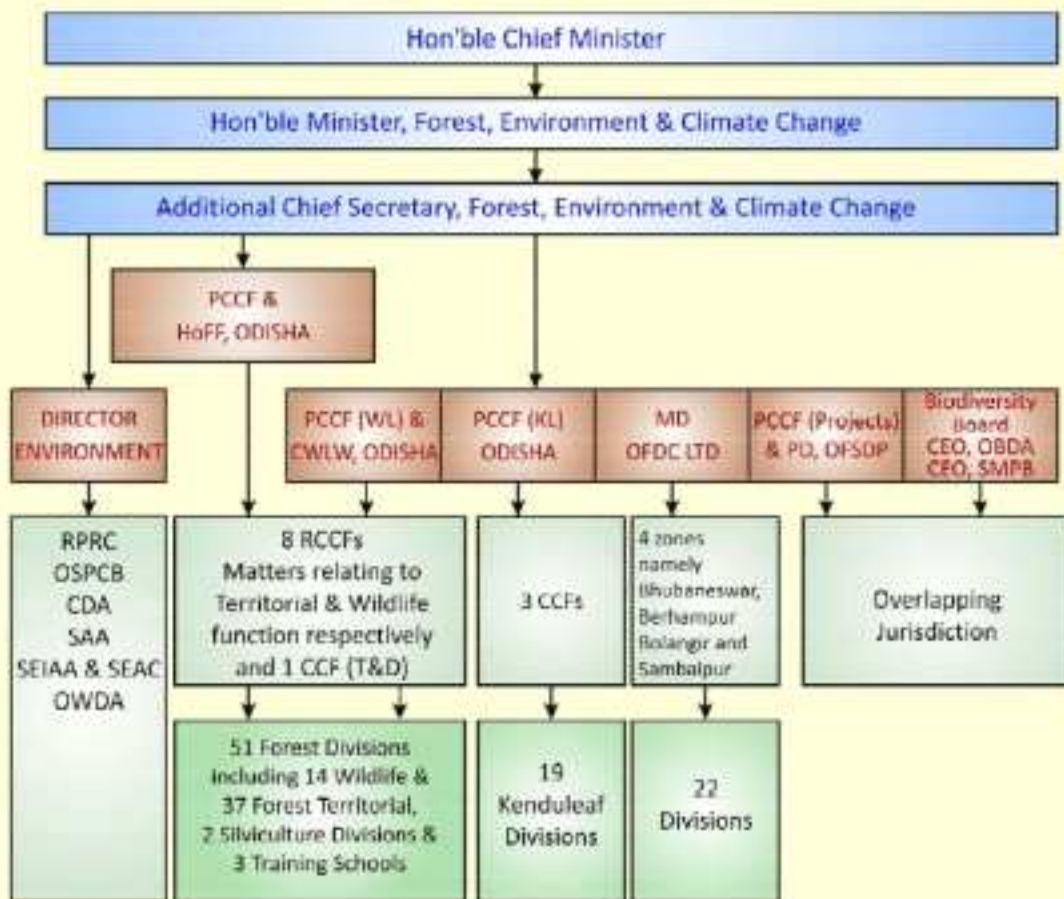 Hon'ble Chief Minister
Hon'ble Minister, Forest, Environment & Climate Change
Additional Chief Secretary, Forest, Environment & Climate Change
PCCF &
HoFF, ODISHA
DIRECTOR
ENVIRONMENT
PCCF (WL) &
CWLW, ODISHA
PCCF (KL)
ODISHA
MD
OFDC LTD
PCCF (Projects)
& PD, OFSDP
Biodiversity
Board
CEO, OBDA
CEO, SMPB
RPRC
OSPCB
CDA
SAA
SEIAA & SEAC
OWDA
8 RCCFs
Matters relating to
Territorial & Wildlife
function respectively
and 1 CCF (T&D)
3 CCFs
4 zones
namely
Bhubaneswar,
Berhampur
Bolangir and
Sambalpur
Overlapping
Jurisdiction
51 Forest Divisions
including 14 Wildlife &
37 Forest Territorial,
2 Silviculture Divisions &
3 Training Schools
19
Kenduleaf
Divisions
22
Divisions